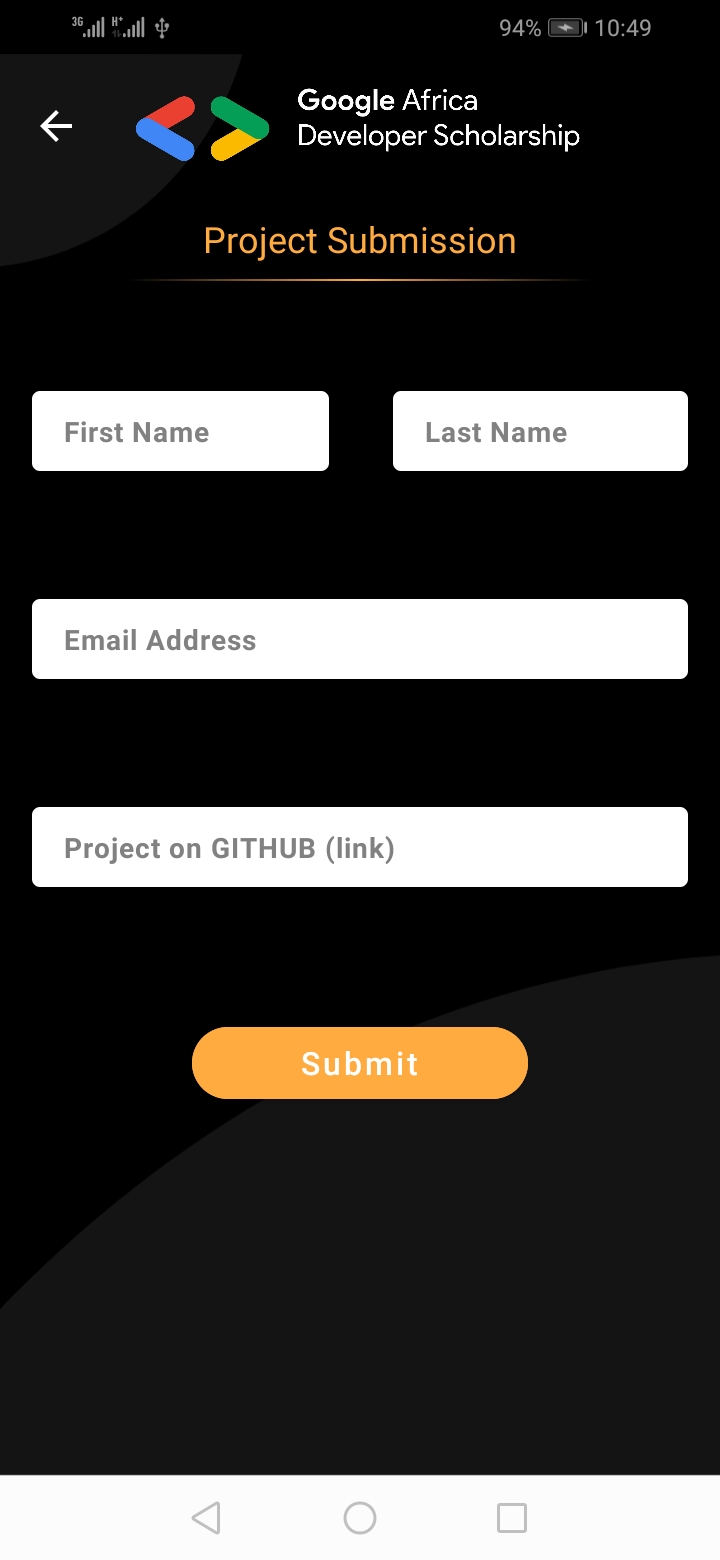 3G H+ 94% 10:49
Google Africa
Developer Scholarship
Project Submission
First Name Last Name
Email Address
Project on GITHUB (link)
Submit